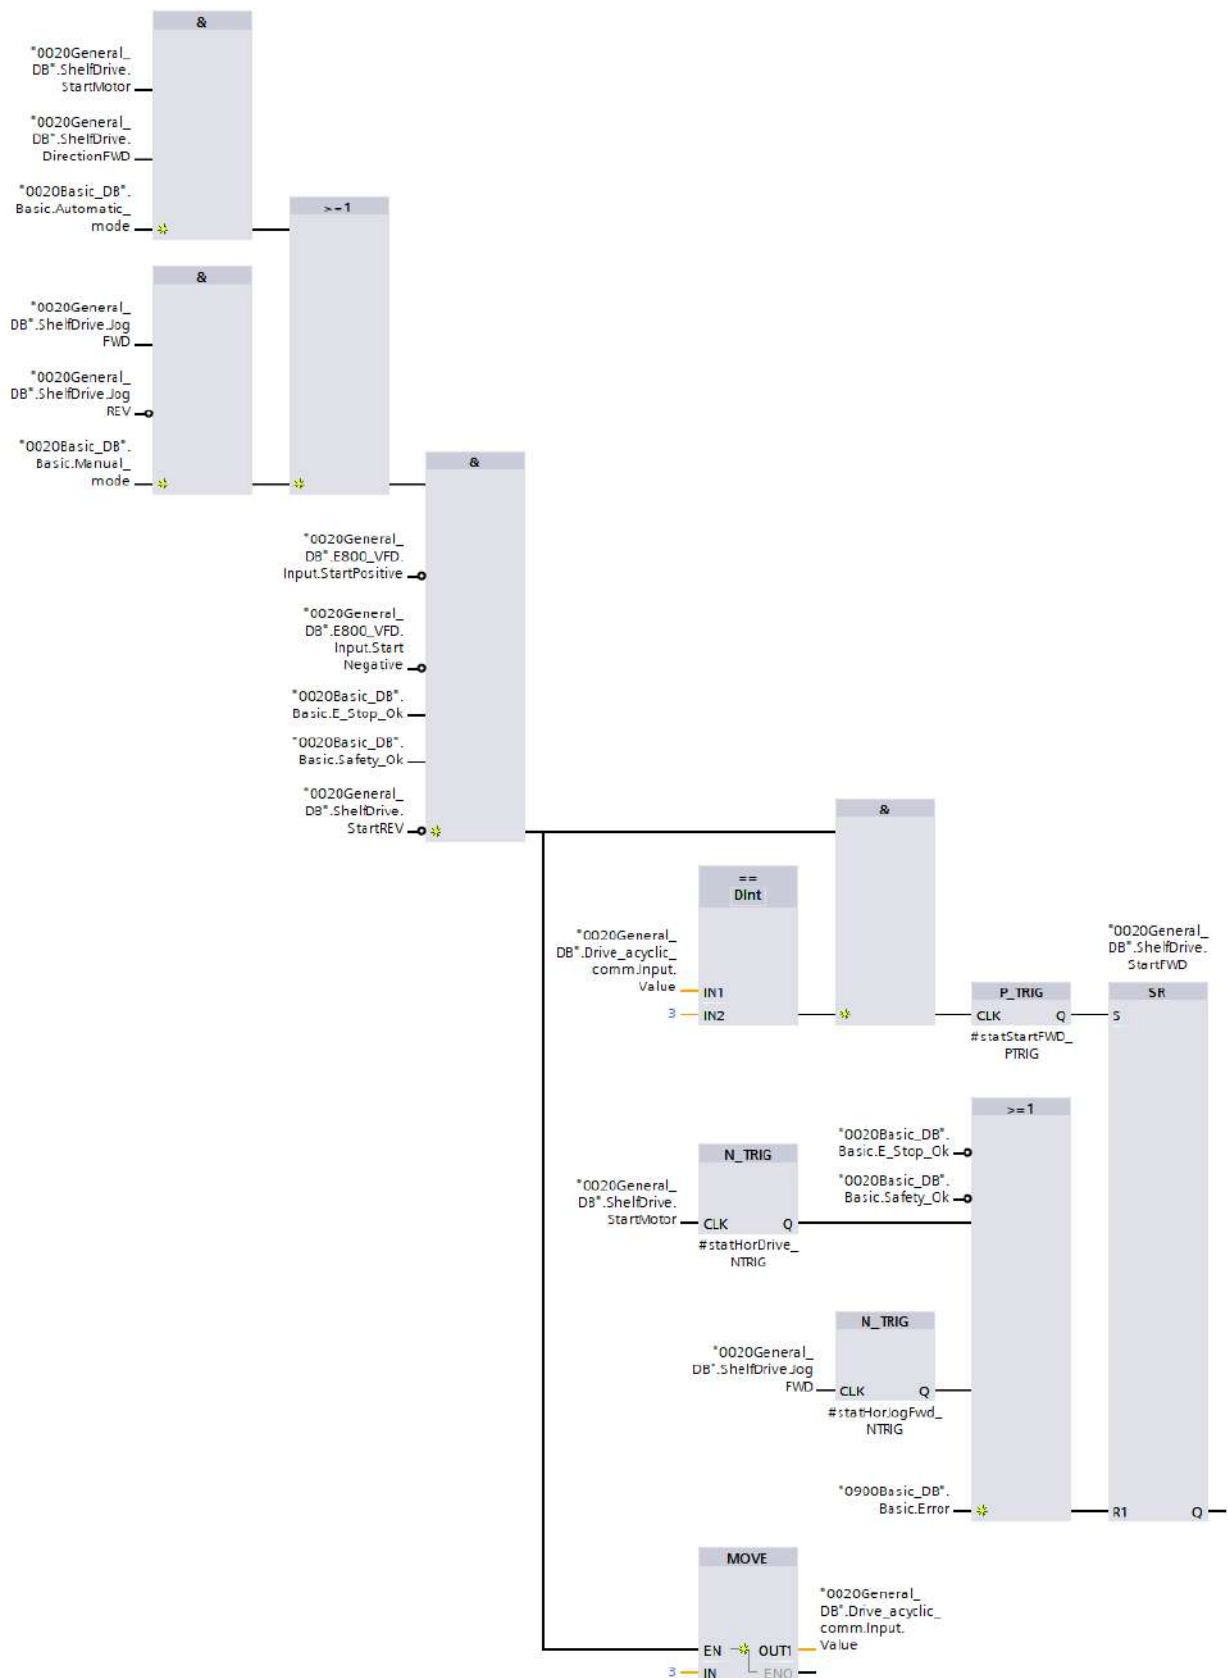 &
"0020General_
DB".ShelfDrive.
StartMotor
"0020General_
DB".ShelfDrive.
DirectionFWD
"0020Basic_DB".
Basic.Automatic_
mode
>=1
&
"0020General_
DB".ShelfDrive.Jog
FWD
"0020General_
DB".ShelfDrive.Jog
REV
"0020Basic_DB".
Basic.Manual_
mode
&
"0020General_
DB".E800_VFD.
Input.StartPositive
"0020General_
DB".E800_VFD.
Input.Start
Negative
"0020Basic_DB".
Basic.E_Stop_Ok
"0020Basic_DB".
Basic.Safety_Ok
"0020General_
DB".ShelfDrive.
StartREV
&
==
DInt
"0020General_
DB".Drive_acyclic_
comm.Input.
Value
IN1
3
IN2
P_TRIG
CLK Q
#statStartFWD_
PTRIG
"0020General_
DB".ShelfDrive.
StartFWD
SR
S
>=1
"0020Basic_DB".
Basic.E_Stop_Ok
"0020Basic_DB".
Basic.Safety_Ok
N_TRIG
"0020General_
DB".ShelfDrive.
StartMotor
CLK Q
#statHorDrive_
NTRIG
N_TRIG
"0020General_
DB".ShelfDrive.Jog
FWD
CLK Q
#statHorJogFwd_
NTRIG
"0900Basic_DB".
Basic.Error
R1 Q
MOVE
EN OUT1
"0020General_
DB".Drive_acyclic_
comm.Input.
Value
3
IN ENO